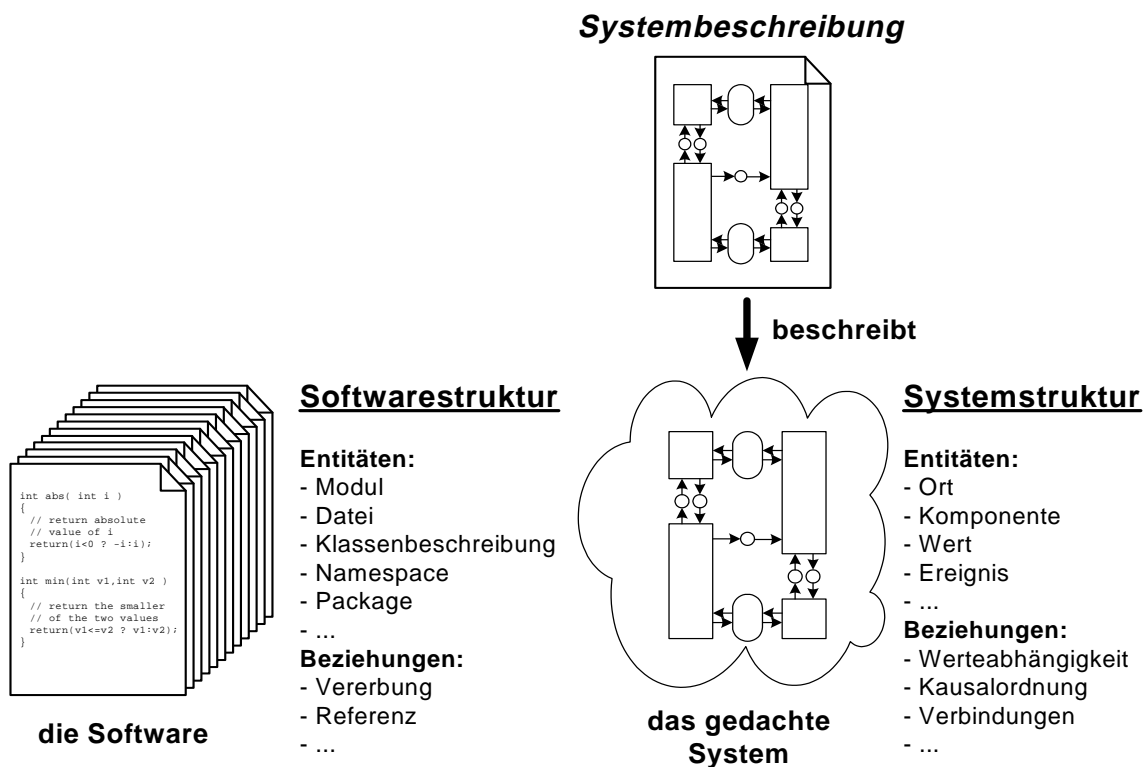 Systembeschreibung
beschreibt
Softwarestruktur
Entitäten:
- Modul
- Datei
- Klassenbeschreibung
- Namespace
- Package
- ...
Beziehungen:
- Vererbung
- Referenz
- ...
int abs( int i )
{
// return absolute
// value of i
return(i<0 ? -i:i);
}
int min(int v1,int v2 )
{
// return the smaller
// of the two values
return(v1<=v2 ? v1:v2);
}
die Software
das gedachte
System
Systemstruktur
Entitäten:
- Ort
- Komponente
- Wert
- Ereignis
- ...
Beziehungen:
- Werteabhängigkeit
- Kausalordnung
- Verbindungen
- ...